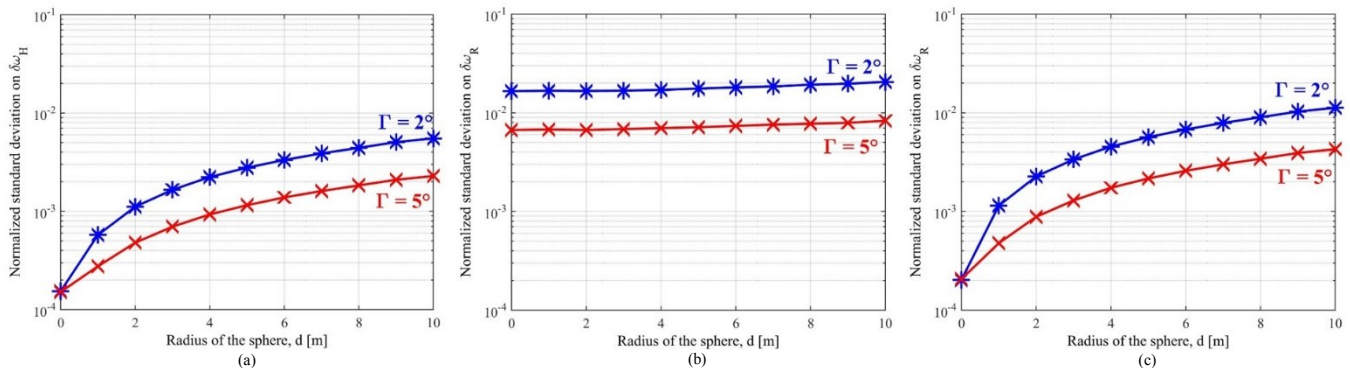 Normalized standard deviation on δω_H
10^-1
10^-2
10^-3
10^-4
Γ = 2°
Γ = 5°
0 2 4 6 8 10
Radius of the sphere, d [m]
(a)
Normalized standard deviation on δω_R
10^-1
10^-2
10^-3
10^-4
Γ = 2°
Γ = 5°
0 2 4 6 8 10
Radius of the sphere, d [m]
(b)
Normalized standard deviation on δω_R
10^-1
10^-2
10^-3
10^-4
Γ = 2°
Γ = 5°
0 2 4 6 8 10
Radius of the sphere, d [m]
(c)